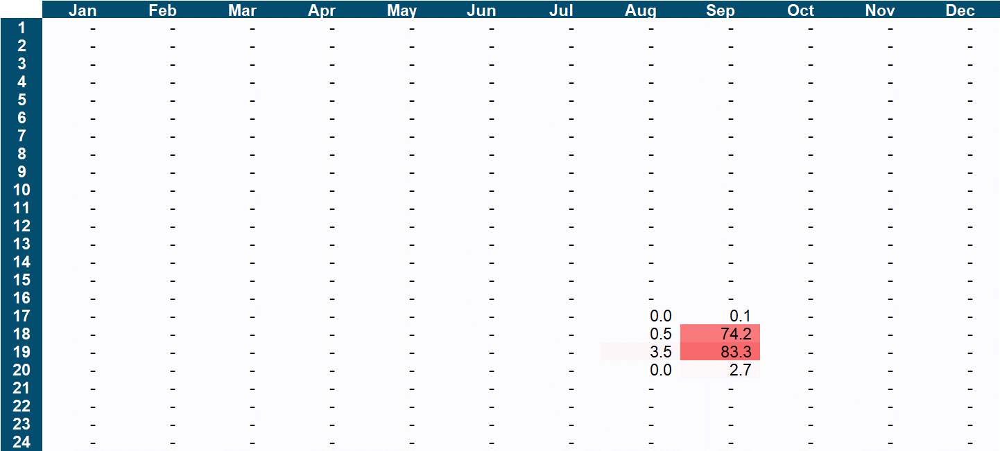 Jan Feb Mar Apr May Jun Jul Aug Sep Oct Nov Dec
1 - - - - - - - - - - - -
2 - - - - - - - - - - - -
3 - - - - - - - - - - - -
4 - - - - - - - - - - - -
5 - - - - - - - - - - - -
6 - - - - - - - - - - - -
7 - - - - - - - - - - - -
8 - - - - - - - - - - - -
9 - - - - - - - - - - - -
10 - - - - - - - - - - - -
11 - - - - - - - - - - - -
12 - - - - - - - - - - - -
13 - - - - - - - - - - - -
14 - - - - - - - - - - - -
15 - - - - - - - - - - - -
16 - - - - - - - - - - - -
17 - - - - - - - 0.0 0.1 - - -
18 - - - - - - - 0.5 74.2 - - -
19 - - - - - - - 3.5 83.3 - - -
20 - - - - - - - 0.0 2.7 - - -
21 - - - - - - - - - - - -
22 - - - - - - - - - - - -
23 - - - - - - - - - - - -
24 - - - - - - - - - - - -